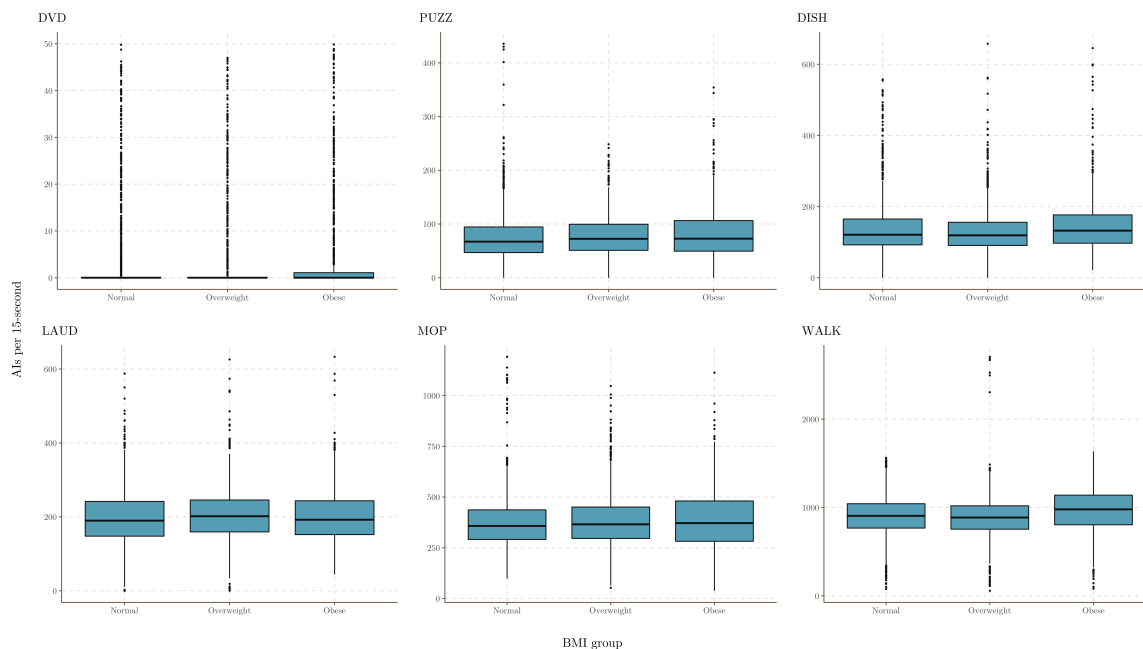 DVD
50
40
30
20
10
0
Normal Overweight Obese
PUZZ
400
300
200
100
0
Normal Overweight Obese
DISH
600
400
200
0
Normal Overweight Obese
AIs per 15-second
LAUD
600
400
200
0
Normal Overweight Obese
MOP
1000
750
500
250
0
Normal Overweight Obese
WALK
2000
1000
0
Normal Overweight Obese
BMI group